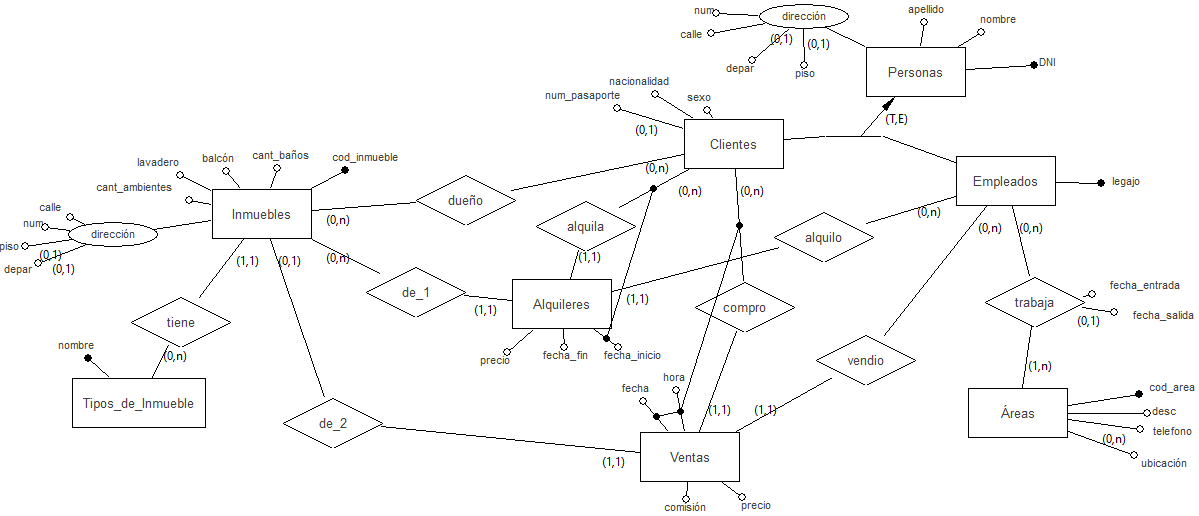 num
dirección
apellido
nombre
calle
(0,1)
(0,1)
depar
piso
Personas
DNI
nacionalidad
num_pasaporte
sexo
(0,1)
(T,E)
Clientes
lavadero
balcón
cant_baños
cod_inmueble
cant_ambientes
(0,n)
(0,n)
(0,n)
Empleados
legajo
calle
num
dirección
piso
(0,1)
depar
(0,1)
Inmuebles
(0,n)
dueño
alquila
alquilo
(0,n)
(0,n)
(0,n)
(1,1)
(0,1)
(0,n)
(1,1)
de_1
(1,1)
Alquileres
(1,1)
compro
trabaja
fecha_entrada
(0,1)
fecha_salida
tiene
nombre
(0,n)
precio
fecha_fin
fecha_inicio
vendio
(1,n)
Tipos_de_Inmueble
fecha
hora
(1,1)
(1,1)
de_2
(1,1)
Ventas
comisión
precio
Áreas
cod_area
desc
telefono
(0,n)
ubicación